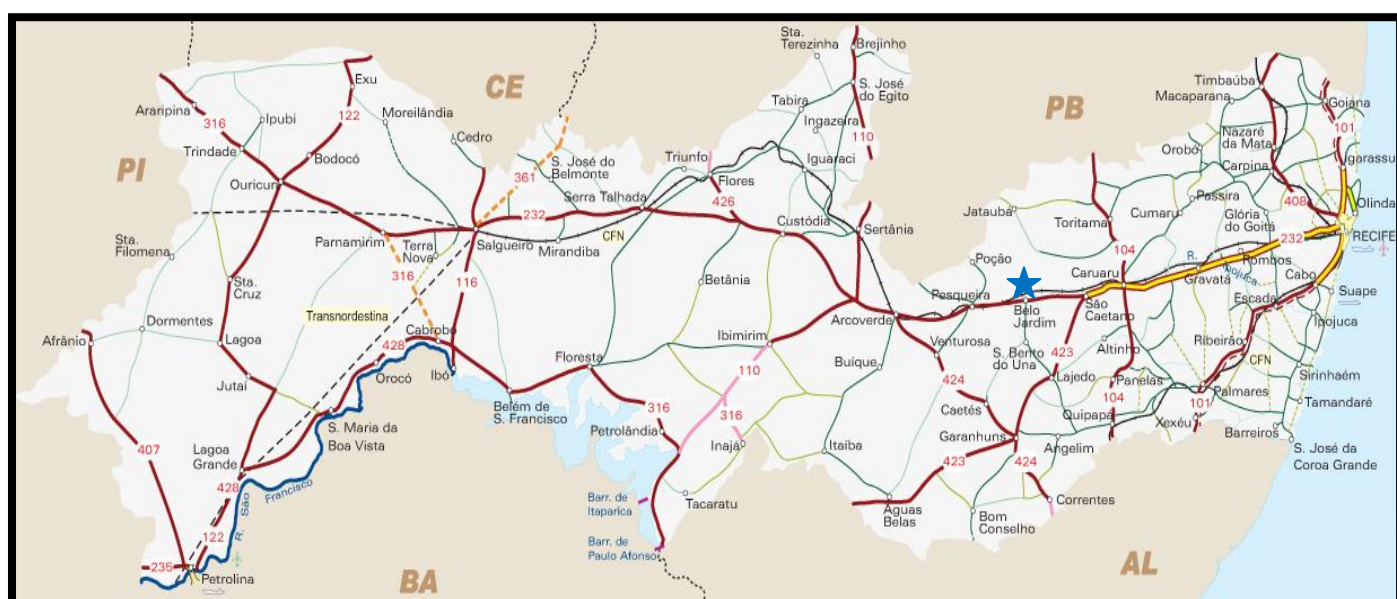 Sta.
Terezinha
Brejinho
CE
Exu
S. José
do Egito
Timbaúba
Araripina
Ipubi
122
Moreilândia
Tabira
PB
Macaparana
Goiana
316
Cedro
Ingazeira
110
101
Trindade
Bodocó
Nazaré
da Mata
PI
S. José do
Belmonte
Triunfo
Iguaraci
Orobó
Carpina
Igarassu
361
Flores
Ouricuri
Serra Talhada
426
Passira
408
Olinda
232
Jatauba
Cumaru
Glória
do Goitá
Toritama
Custódia
Sertânia
232
RECIFE
Sta.
Filomena
Parnamirim
Terra
Nova
Salgueiro
Mirandiba
CFN
104
R.
Ipojuca
Pombos
316
116
Poção
Caruaru
Gravatá
Cabo
Sta.
Cruz
Betânia
Pesqueira
Suape
Transnordestina
Belo
Jardim
São
Caetano
Escada
Arcoverde
Ipojuca
Dormentes
Cabrobo
Afrânio
Lagoa
428
Floresta
Ibimirim
Venturosa
S. Bento
do Una
423
Altinho
Ribeirão
CFN
Orocó
Ibó
110
Buíque
424
Lajedo
Panelas
Sirinhaém
Jutaí
Belém de
S. Francisco
104
Palmares
Tamandaré
316
316
Caetés
Quipapá
101
S. Maria da
Boa Vista
Petrolândia
Xexéu
Barreiros
407
Lagoa
Grande
Inajá
Itaíba
Garanhuns
Angelim
S. José da
Coroa Grande
428
Francisco
423
424
São
R.
Barr. de
Itaparica
Tacaratu
Aguas
Belas
Correntes
Bom
Conselho
122
Barr. de
Paulo Afonso
235
Petrolina
BA
AL